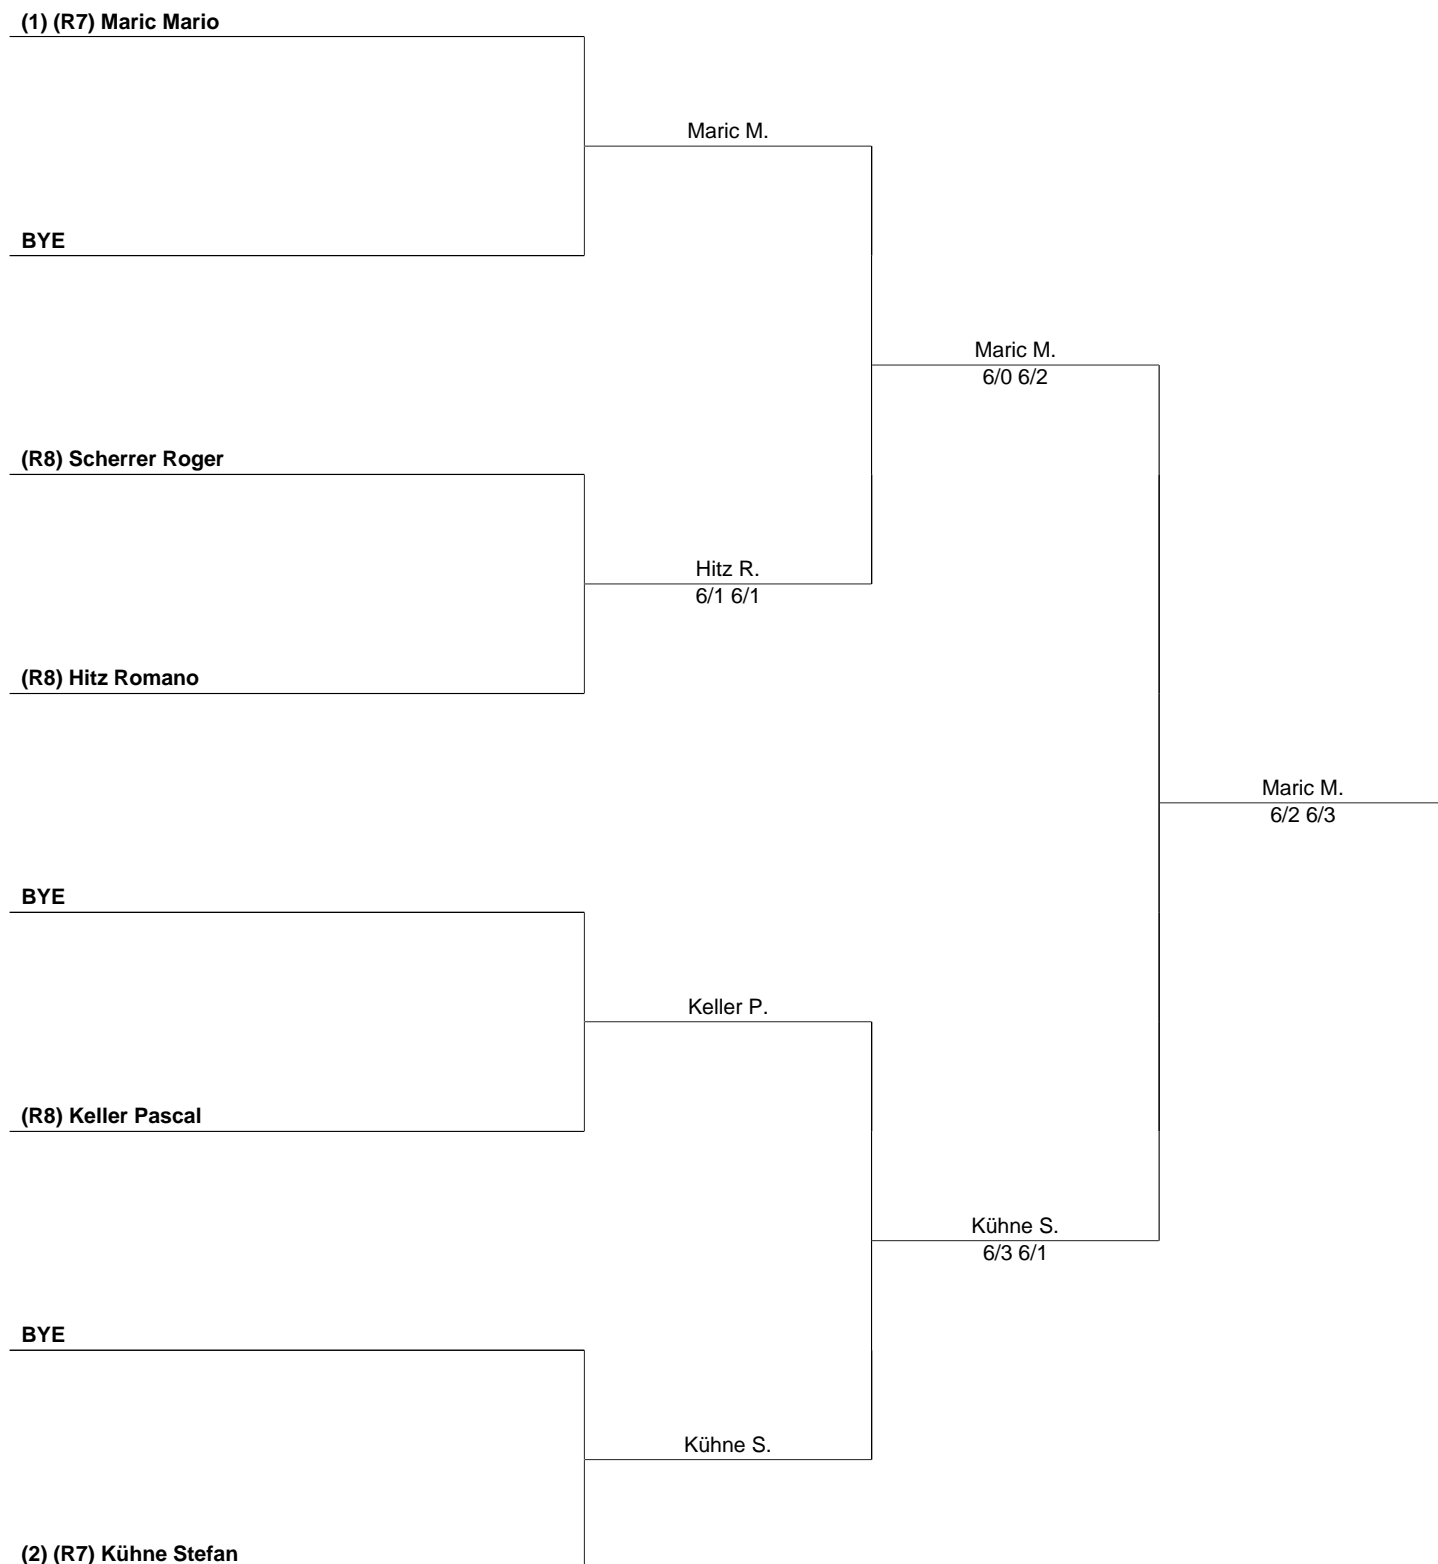 (1) (R7) Maric Mario
Maric M.
BYE
Maric M.
6/0 6/2
(R8) Scherrer Roger
Hitz R.
6/1 6/1
(R8) Hitz Romano
Maric M.
6/2 6/3
BYE
Keller P.
(R8) Keller Pascal
Kühne S.
6/3 6/1
BYE
Kühne S.
(2) (R7) Kühne Stefan